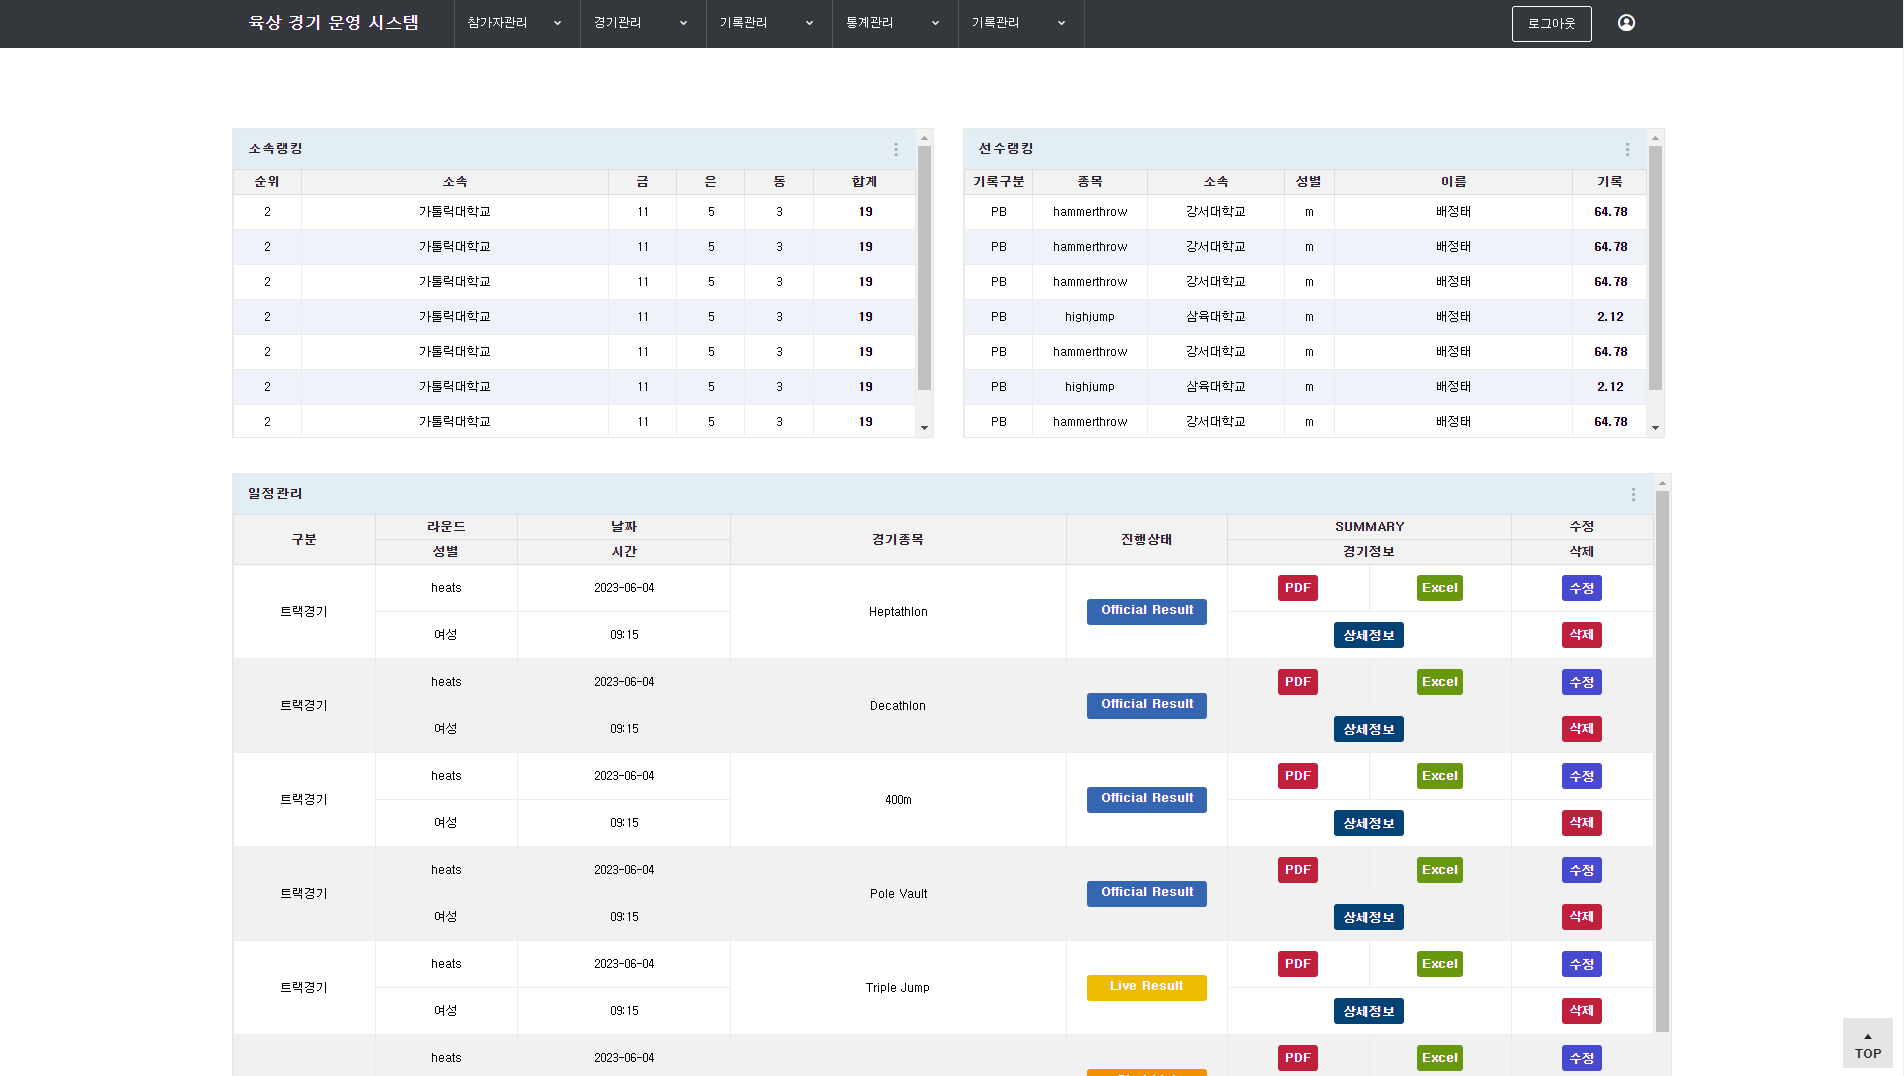 육상 경기 운영 시스템 참가자관리 경기관리 기록관리 통계관리 기록관리 로그아웃
소속랭킹
순위 소속 금 은 동 합계
2 가톨릭대학교 11 5 3 19
2 가톨릭대학교 11 5 3 19
2 가톨릭대학교 11 5 3 19
2 가톨릭대학교 11 5 3 19
2 가톨릭대학교 11 5 3 19
2 가톨릭대학교 11 5 3 19
2 가톨릭대학교 11 5 3 19
선수랭킹
기록구분 종목 소속 성별 이름 기록
PB hammerthrow 강서대학교 m 배정태 64.78
PB hammerthrow 강서대학교 m 배정태 64.78
PB hammerthrow 강서대학교 m 배정태 64.78
PB highjump 삼육대학교 m 배정태 2.12
PB hammerthrow 강서대학교 m 배정태 64.78
PB highjump 삼육대학교 m 배정태 2.12
PB hammerthrow 강서대학교 m 배정태 64.78
일정관리
라운드 날짜 SUMMARY 수정
구분 경기종목 진행상태
성별 시간 경기정보 삭제
heats 2023-06-04 PDF Excel 수정
트랙경기 Heptathlon Official Result
여성 09:15 상세정보 삭제
heats 2023-06-04 PDF Excel 수정
트랙경기 Decathlon Official Result
여성 09:15 상세정보 삭제
heats 2023-06-04 PDF Excel 수정
트랙경기 400m Official Result
여성 09:15 상세정보 삭제
heats 2023-06-04 PDF Excel 수정
트랙경기 Pole Vault Official Result
여성 09:15 상세정보 삭제
heats 2023-06-04 PDF Excel 수정
트랙경기 Triple Jump Live Result
여성 09:15 상세정보 삭제
heats 2023-06-04 PDF Excel 수정
TOP